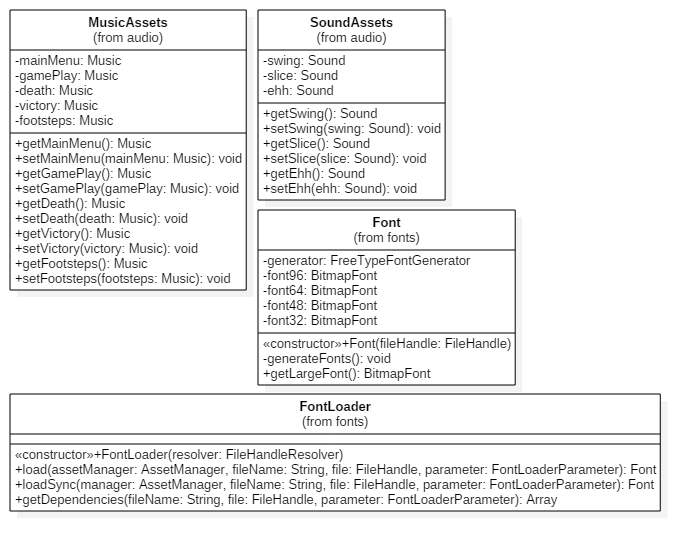 MusicAssets
(from audio)
-mainMenu: Music
-gamePlay: Music
-death: Music
-victory: Music
-footsteps: Music
+getMainMenu(): Music
+setMainMenu(mainMenu: Music): void
+getGamePlay(): Music
+setGamePlay(gamePlay: Music): void
+getDeath(): Music
+setDeath(death: Music): void
+getVictory(): Music
+setVictory(victory: Music): void
+getFootsteps(): Music
+setFootsteps(footsteps: Music): void
SoundAssets
(from audio)
-swing: Sound
-slice: Sound
-ehh: Sound
+getSwing(): Sound
+setSwing(swing: Sound): void
+getSlice(): Sound
+setSlice(slice: Sound): void
+getEhh(): Sound
+setEhh(ehh: Sound): void
Font
(from fonts)
-generator: FreeTypeFontGenerator
-font96: BitmapFont
-font64: BitmapFont
-font48: BitmapFont
-font32: BitmapFont
«constructor»+Font(fileHandle: FileHandle)
-generateFonts(): void
+getLargeFont(): BitmapFont
FontLoader
(from fonts)
«constructor»+FontLoader(resolver: FileHandleResolver)
+load(assetManager: AssetManager, fileName: String, file: FileHandle, parameter: FontLoaderParameter): Font
+loadSync(manager: AssetManager, fileName: String, file: FileHandle, parameter: FontLoaderParameter): Font
+getDependencies(fileName: String, file: FileHandle, parameter: FontLoaderParameter): Array